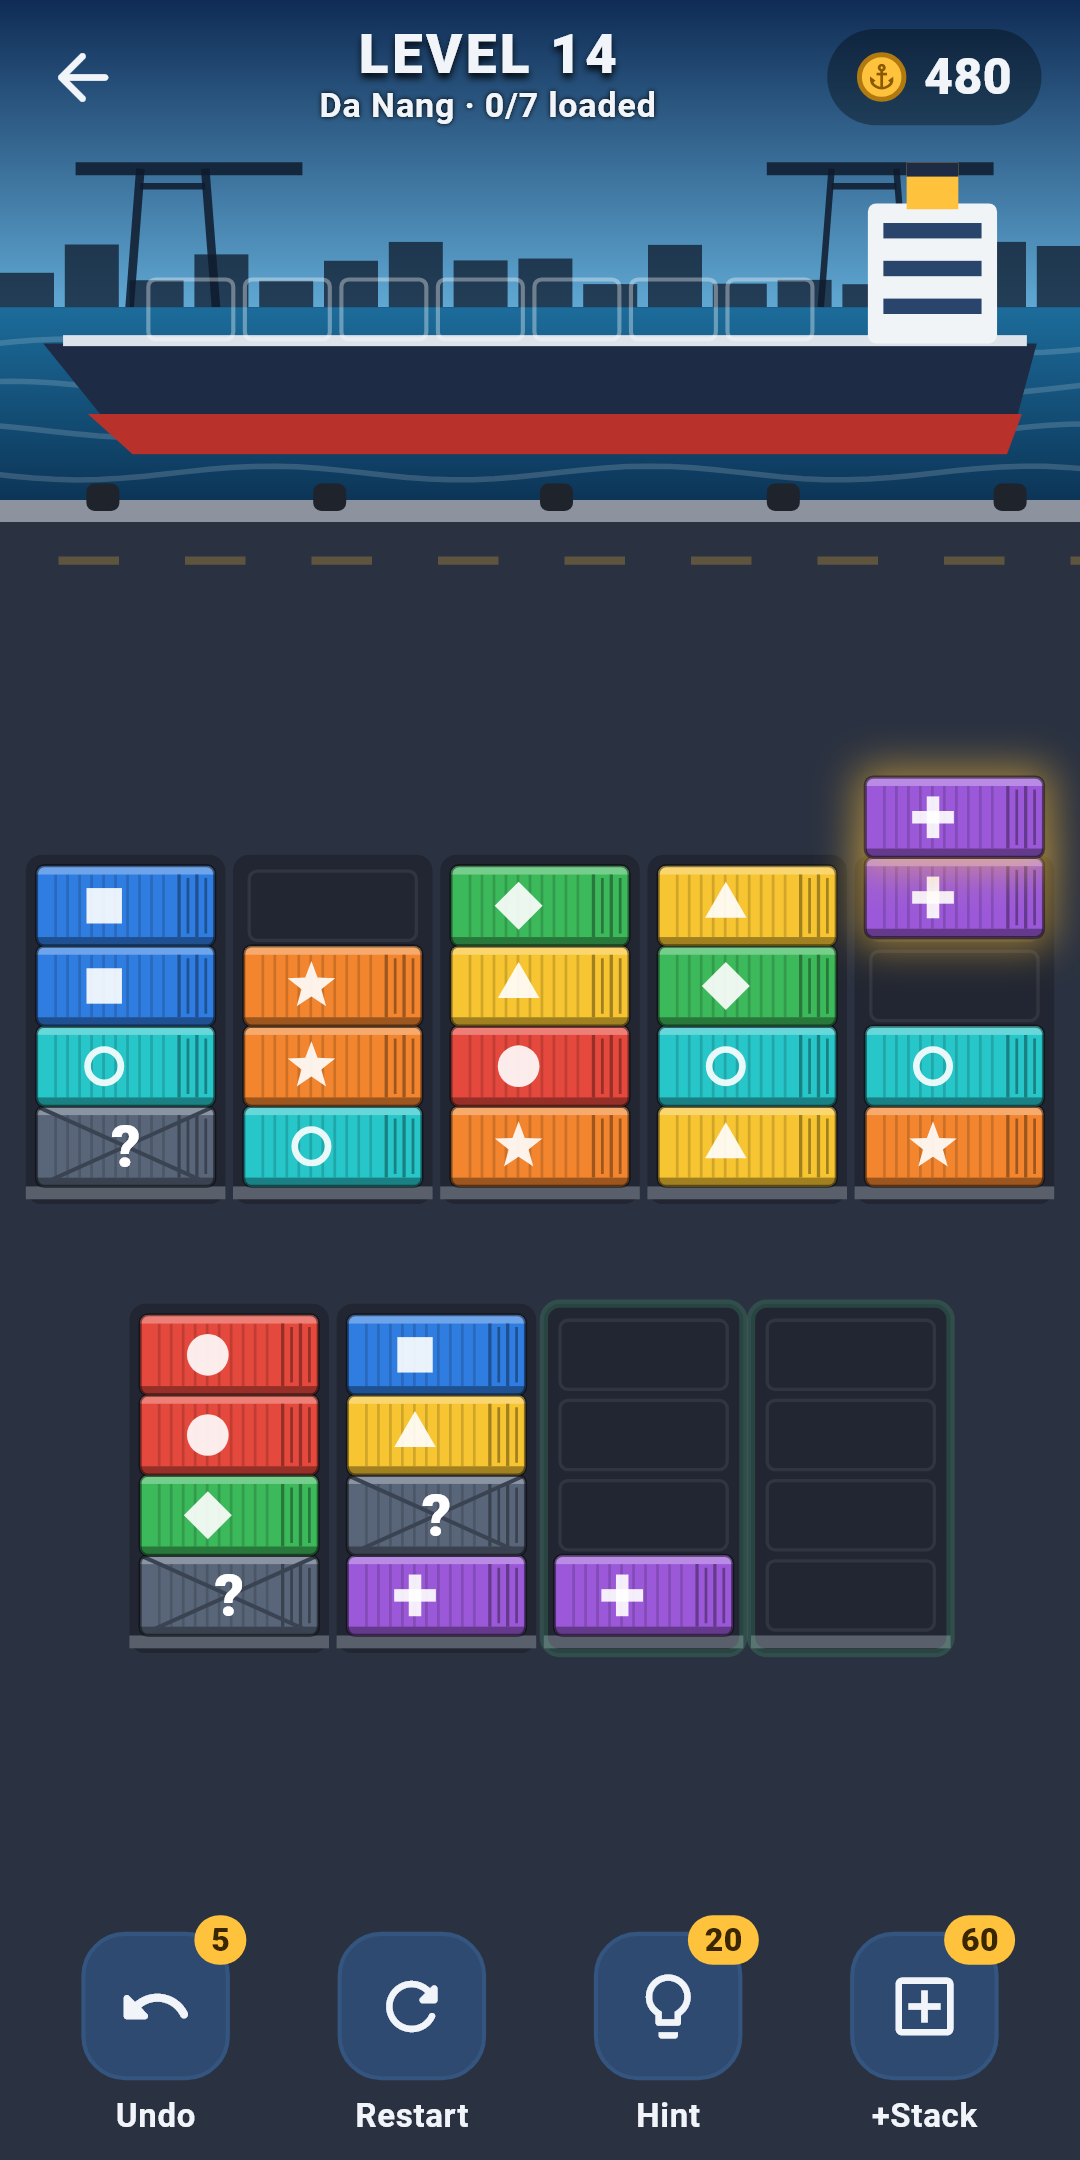 LEVEL 14
Da Nang · 0/7 loaded
480
?
?
?
5
20
60
Undo
Restart
Hint
+Stack